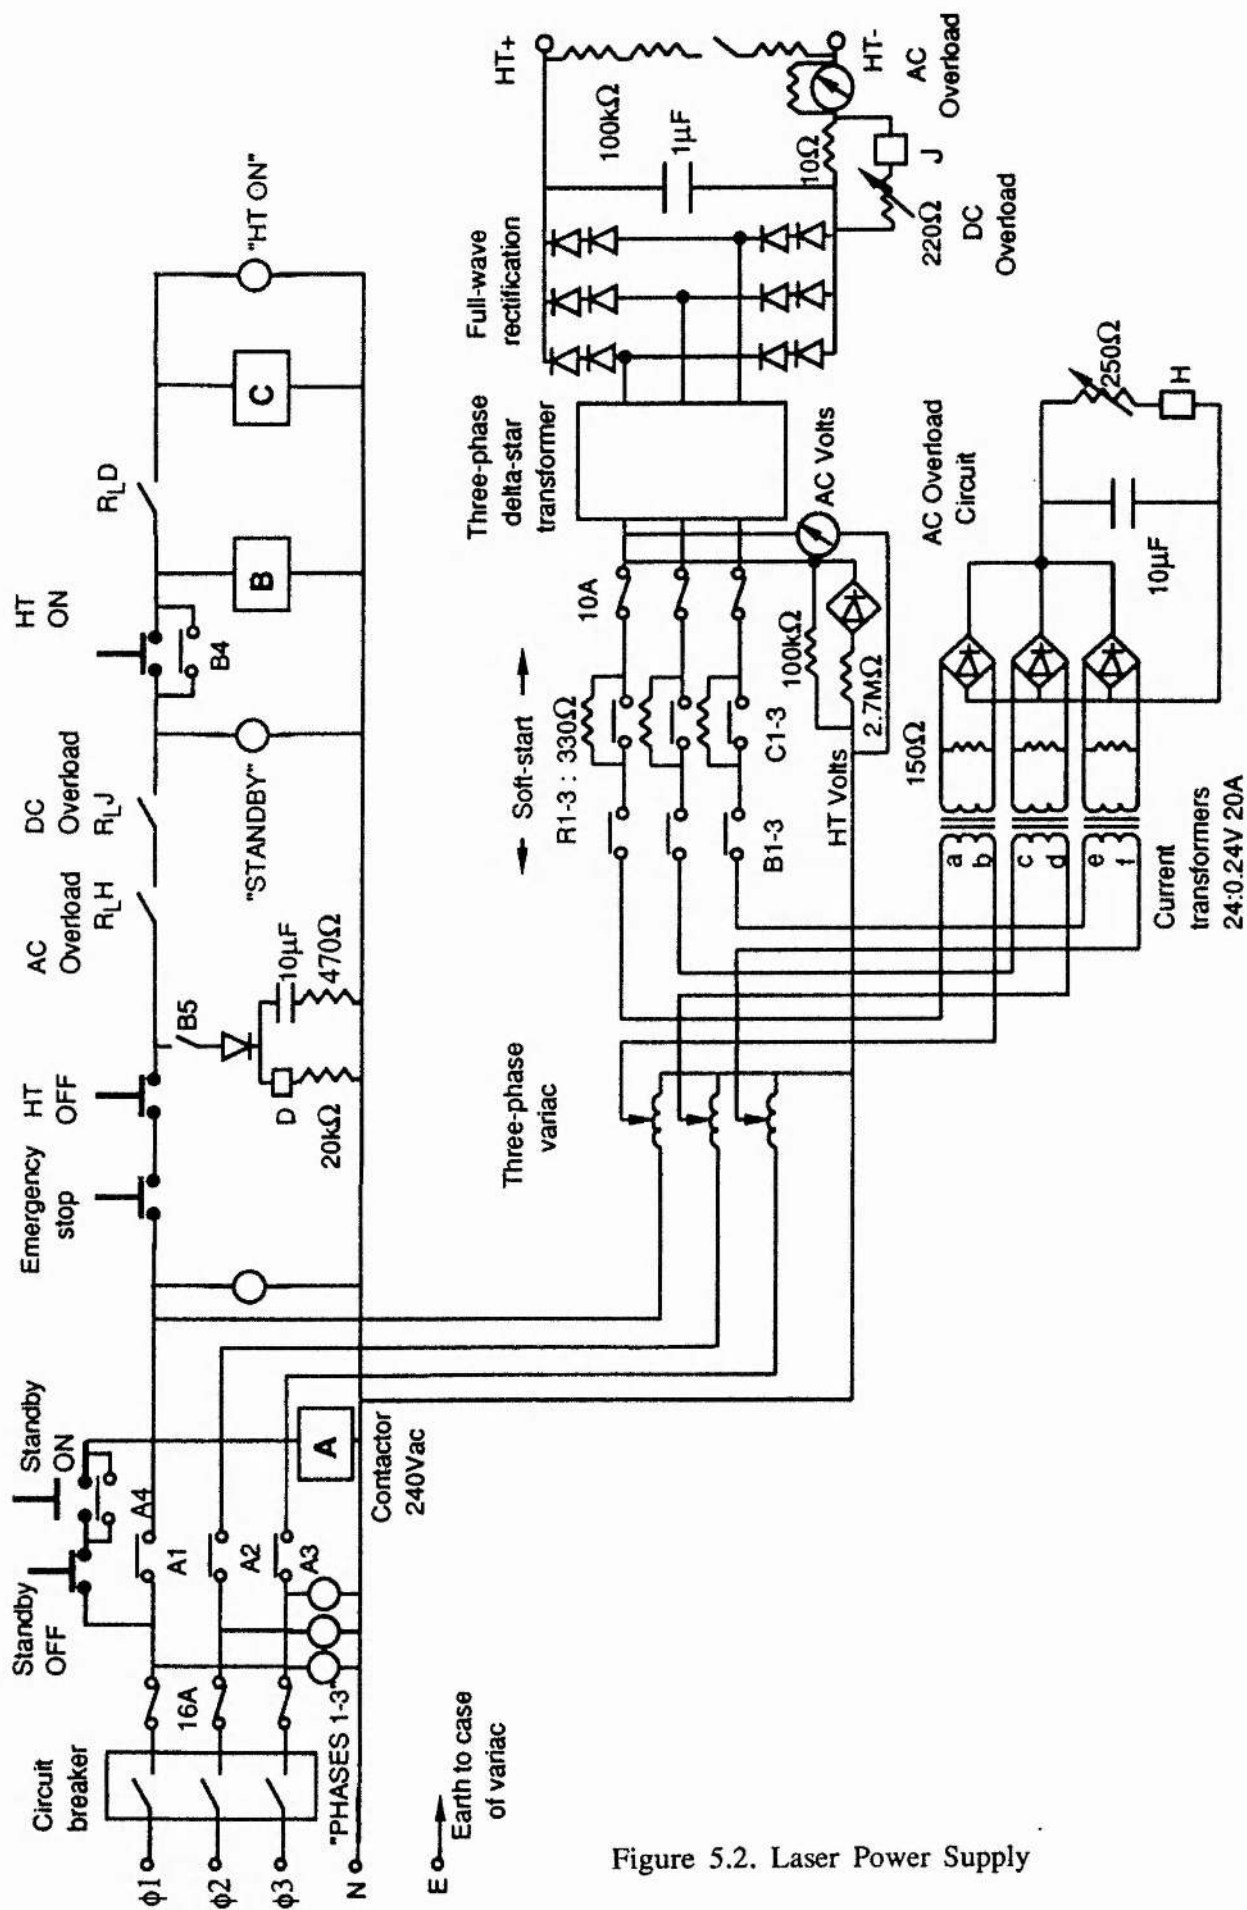 Circuit
breaker
Standby
OFF
Standby
ON
Emergency
stop
HT
OFF
AC
Overload
RLH
DC
Overload
RLJ
HT
ON
RLD
16A
A1
A2
A3
A4
A
B4
B5
B
C
D
20kΩ
10μF
470Ω
"STANDBY"
"HT ON"
ϕ1
ϕ2
ϕ3
N
E
"PHASES 1-3"
Earth to case
of variac
Contactor
240Vac
Three-phase
variac
Soft-start
R1-3 : 330Ω
B1-3
C1-3
10A
HT Volts
100kΩ
2.7MΩ
AC Volts
Three-phase
delta-star
transformer
Full-wave
rectification
HT+
100kΩ
1μF
10Ω
HT-
AC
Overload
J
220Ω
DC
Overload
a
b
c
d
e
f
150Ω
Current
transformers
24:0.24V 20A
AC Overload
Circuit
10μF
250Ω
H
Figure 5.2. Laser Power Supply